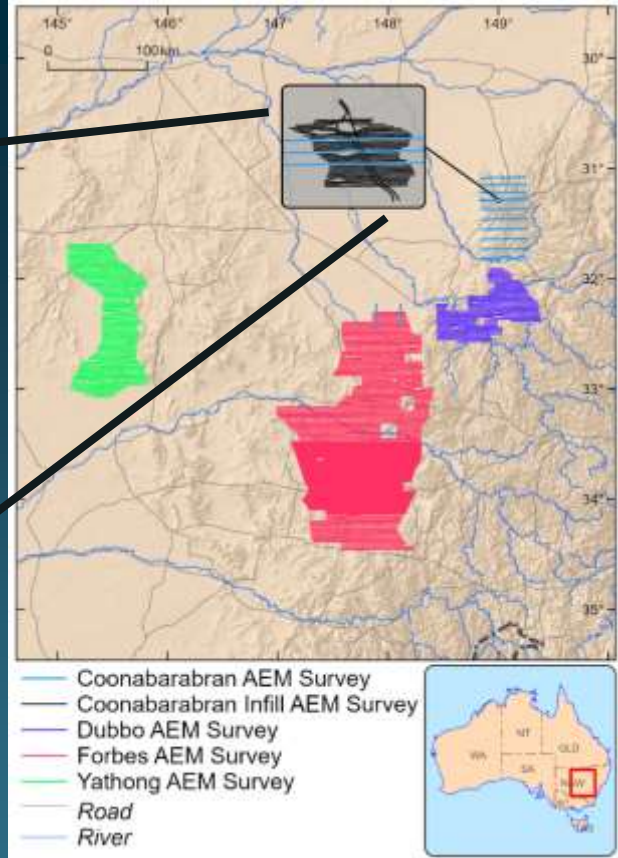 145° 146° 147° 148° 149°
0 100km
30°
31°
32°
33°
34°
35°
Coonabarabran AEM Survey
Coonabarabran Infill AEM Survey
Dubbo AEM Survey
Forbes AEM Survey
Yathong AEM Survey
Road
River
NT
QLD
WA
SA
NSW